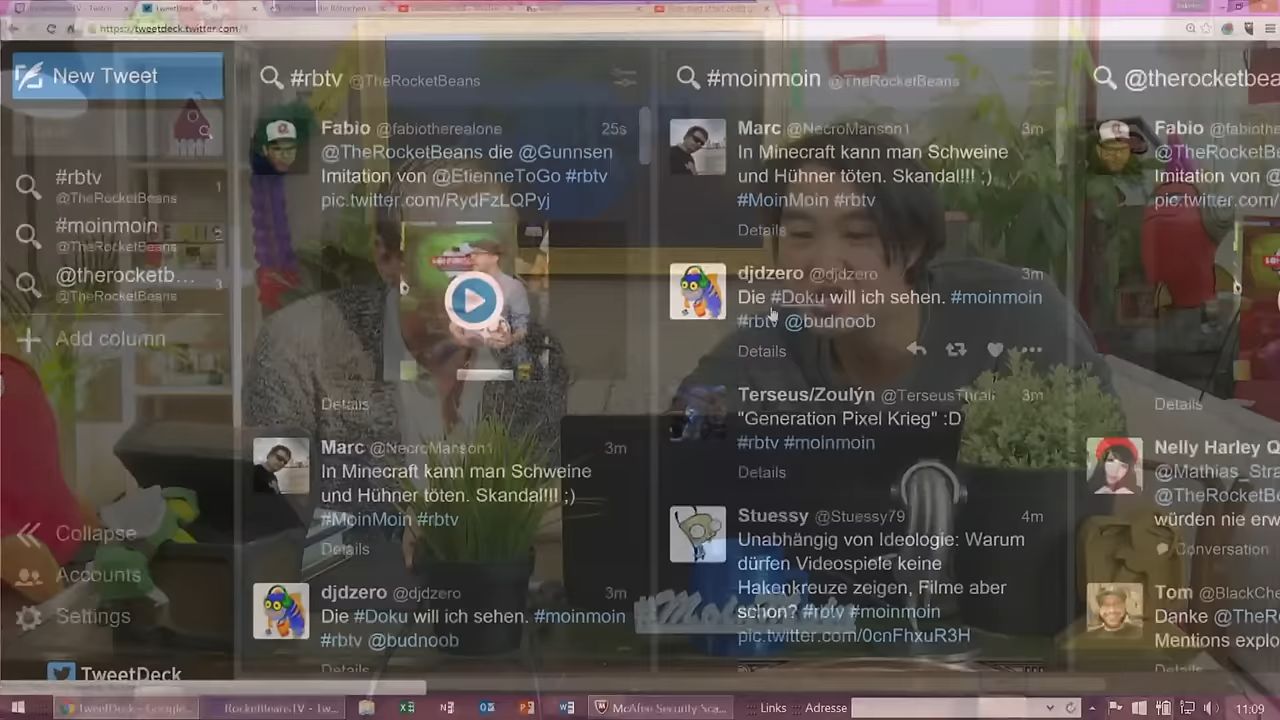 TweetDeck
https://tweetdeck.twitter.com/
New Tweet
#rbtv
@TheRocketBeans
1
#moinmoin
@TheRocketBeans
2
@therocketb...
@TheRocketBeans
3
Add column
Collapse
Accounts
Settings
TweetDeck
#rbtv @TheRocketBeans
Fabio @fabiotherealone 25s
@TheRocketBeans die @Gunnsen
Imitation von @EtienneToGo #rbtv
pic.twitter.com/RydFzLQPyj
Details
Marc @NecroManson1 3m
In Minecraft kann man Schweine
und Hühner töten. Skandal!!! ;)
#MoinMoin #rbtv
Details
djdzero @djdzero 3m
Die #Doku will ich sehen. #moinmoin
#rbtv @budnoob
Details
#moinmoin @TheRocketBeans
Marc @NecroManson1 3m
In Minecraft kann man Schweine
und Hühner töten. Skandal!!! ;)
#MoinMoin #rbtv
Details
djdzero @djdzero 3m
Die #Doku will ich sehen. #moinmoin
#rbtv @budnoob
Details
Terseus/Zoulýn @TerseusThrali 3m
"Generation Pixel Krieg" :D
#rbtv #moinmoin
Details
Stuessy @Stuessy79 4m
Unabhängig von Ideologie: Warum
dürfen Videospiele keine
Hakenkreuze zeigen, Filme aber
schon? #rbtv #moinmoin
pic.twitter.com/0cnFhxuR3H
@therocketbea
Fabio @fabiothe
@TheRocketBe
Imitation von @
pic.twitter.com/
Details
Nelly Harley Q
@Mathias_Stra
@TheRocketBe
würden nie erw
Conversation
Tom @BlackChe
Danke @TheRo
Mentions explo
Details
TweetDeck - Google...
RocketBeansTV - Tw...
McAfee Security Sca...
Links
Adresse
11:09